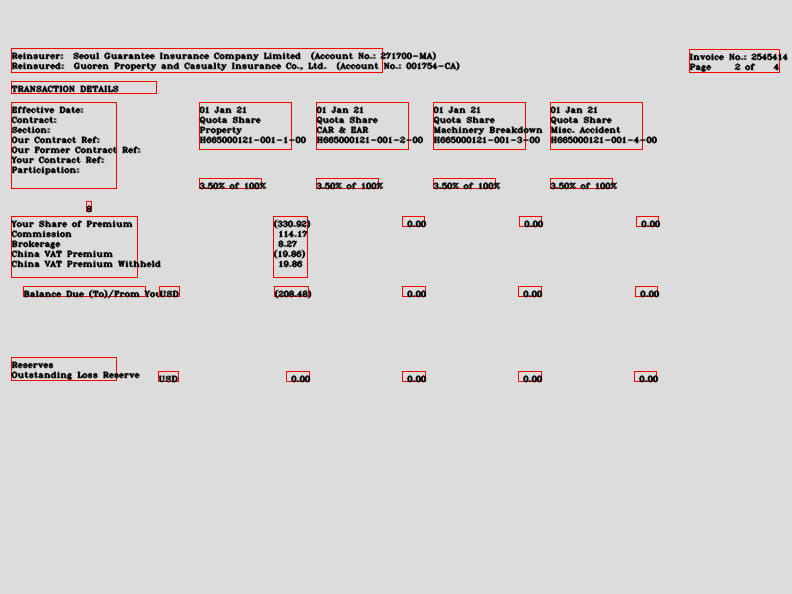 Reinsurer: Seoul Guarantee Insurance Company Limited (Account No.: 271700-MA)
Invoice No.: 2545414
Reinsured: Guoren Property and Casualty Insurance Co., Ltd. (Account No.: 001754-CA)
Page 2 of 4
TRANSACTION DETAILS
Effective Date: 01 Jan 21 01 Jan 21 01 Jan 21 01 Jan 21
Contract: Quota Share Quota Share Quota Share Quota Share
Section: Property CAR & EAR Machinery Breakdown Misc. Accident
Our Contract Ref: H665000121-001-1-00 H665000121-001-2-00 H665000121-001-3-00 H665000121-001-4-00
Our Former Contract Ref:
Your Contract Ref:
Participation:
3.50% of 100% 3.50% of 100% 3.50% of 100% 3.50% of 100%
Your Share of Premium (330.92) 0.00 0.00 0.00
Commission 114.17
Brokerage 8.27
China VAT Premium (19.86)
China VAT Premium Withheld 19.86
Balance Due (To)/From You USD (208.48) 0.00 0.00 0.00
Reserves
Outstanding Loss Reserve USD 0.00 0.00 0.00 0.00